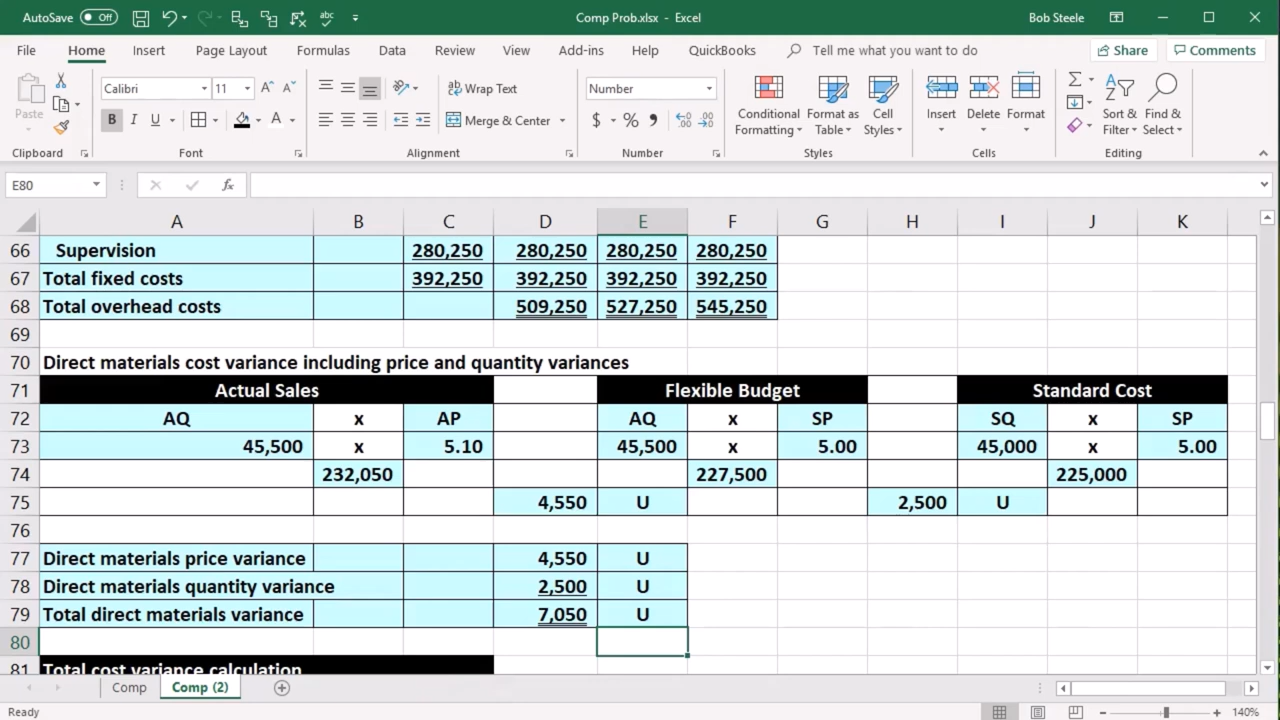 AutoSave Off abc Comp Prob.xlsx - Excel Bob Steele
File Home Insert Page Layout Formulas Data Review View Add-ins Help QuickBooks Tell me what you want to do Share Comments
Paste
Clipboard
Calibri 11 A A
B I U A
Font
ab Wrap Text
Merge & Center
Alignment
Number
$ % 9 .00 .00
Number
Conditional Formatting
Format as Table
Cell Styles
Styles
Insert Delete Format
Cells
Sort & Filter
Find & Select
Editing
E80 fx
A B C D E F G H I J K
66 Supervision 280,250 280,250 280,250 280,250
67 Total fixed costs 392,250 392,250 392,250 392,250
68 Total overhead costs 509,250 527,250 545,250
69
70 Direct materials cost variance including price and quantity variances
71 Actual Sales Flexible Budget Standard Cost
72 AQ x AP AQ x SP SQ x SP
73 45,500 x 5.10 45,500 x 5.00 45,000 x 5.00
74 232,050 227,500 225,000
75 4,550 U 2,500 U
76
77 Direct materials price variance 4,550 U
78 Direct materials quantity variance 2,500 U
79 Total direct materials variance 7,050 U
80
81 Total cost variance calculation
Comp Comp (2)
Ready 140%